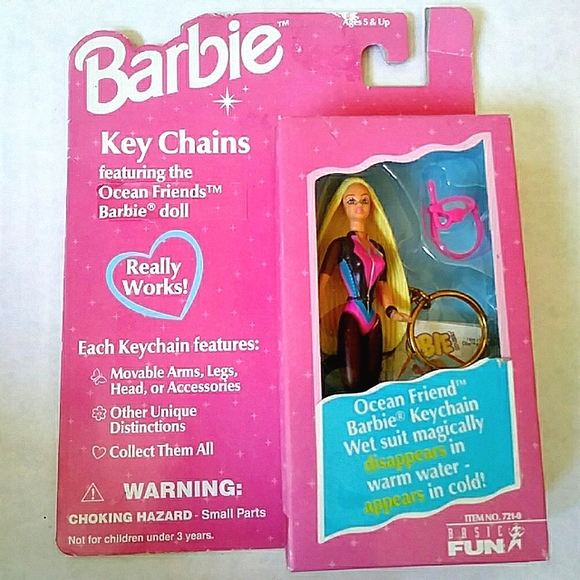 Barbie™
Ages 5 & Up
Key Chains
featuring the
Ocean Friends™
Barbie® doll
Really
Works!
Each Keychain features:
Movable Arms, Legs,
Head, or Accessories
Other Unique
Distinctions
Collect Them All
WARNING:
CHOKING HAZARD - Small Parts
Not for children under 3 years.
Ocean Friend™
Barbie® Keychain
Wet suit magically
disappears in
warm water -
appears in cold!
ITEM NO. 721-0
BASIC
FUN